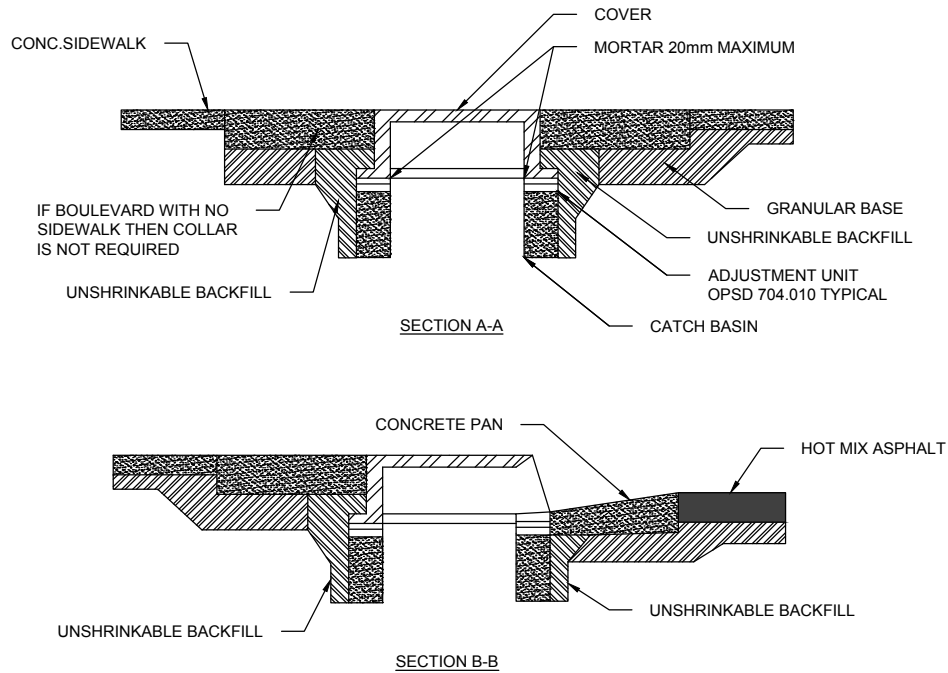 COVER
CONC.SIDEWALK
MORTAR 20mm MAXIMUM
IF BOULEVARD WITH NO
SIDEWALK THEN COLLAR
IS NOT REQUIRED
GRANULAR BASE
UNSHRINKABLE BACKFILL
UNSHRINKABLE BACKFILL
ADJUSTMENT UNIT
OPSD 704.010 TYPICAL
SECTION A-A
CATCH BASIN
CONCRETE PAN
HOT MIX ASPHALT
UNSHRINKABLE BACKFILL
UNSHRINKABLE BACKFILL
SECTION B-B